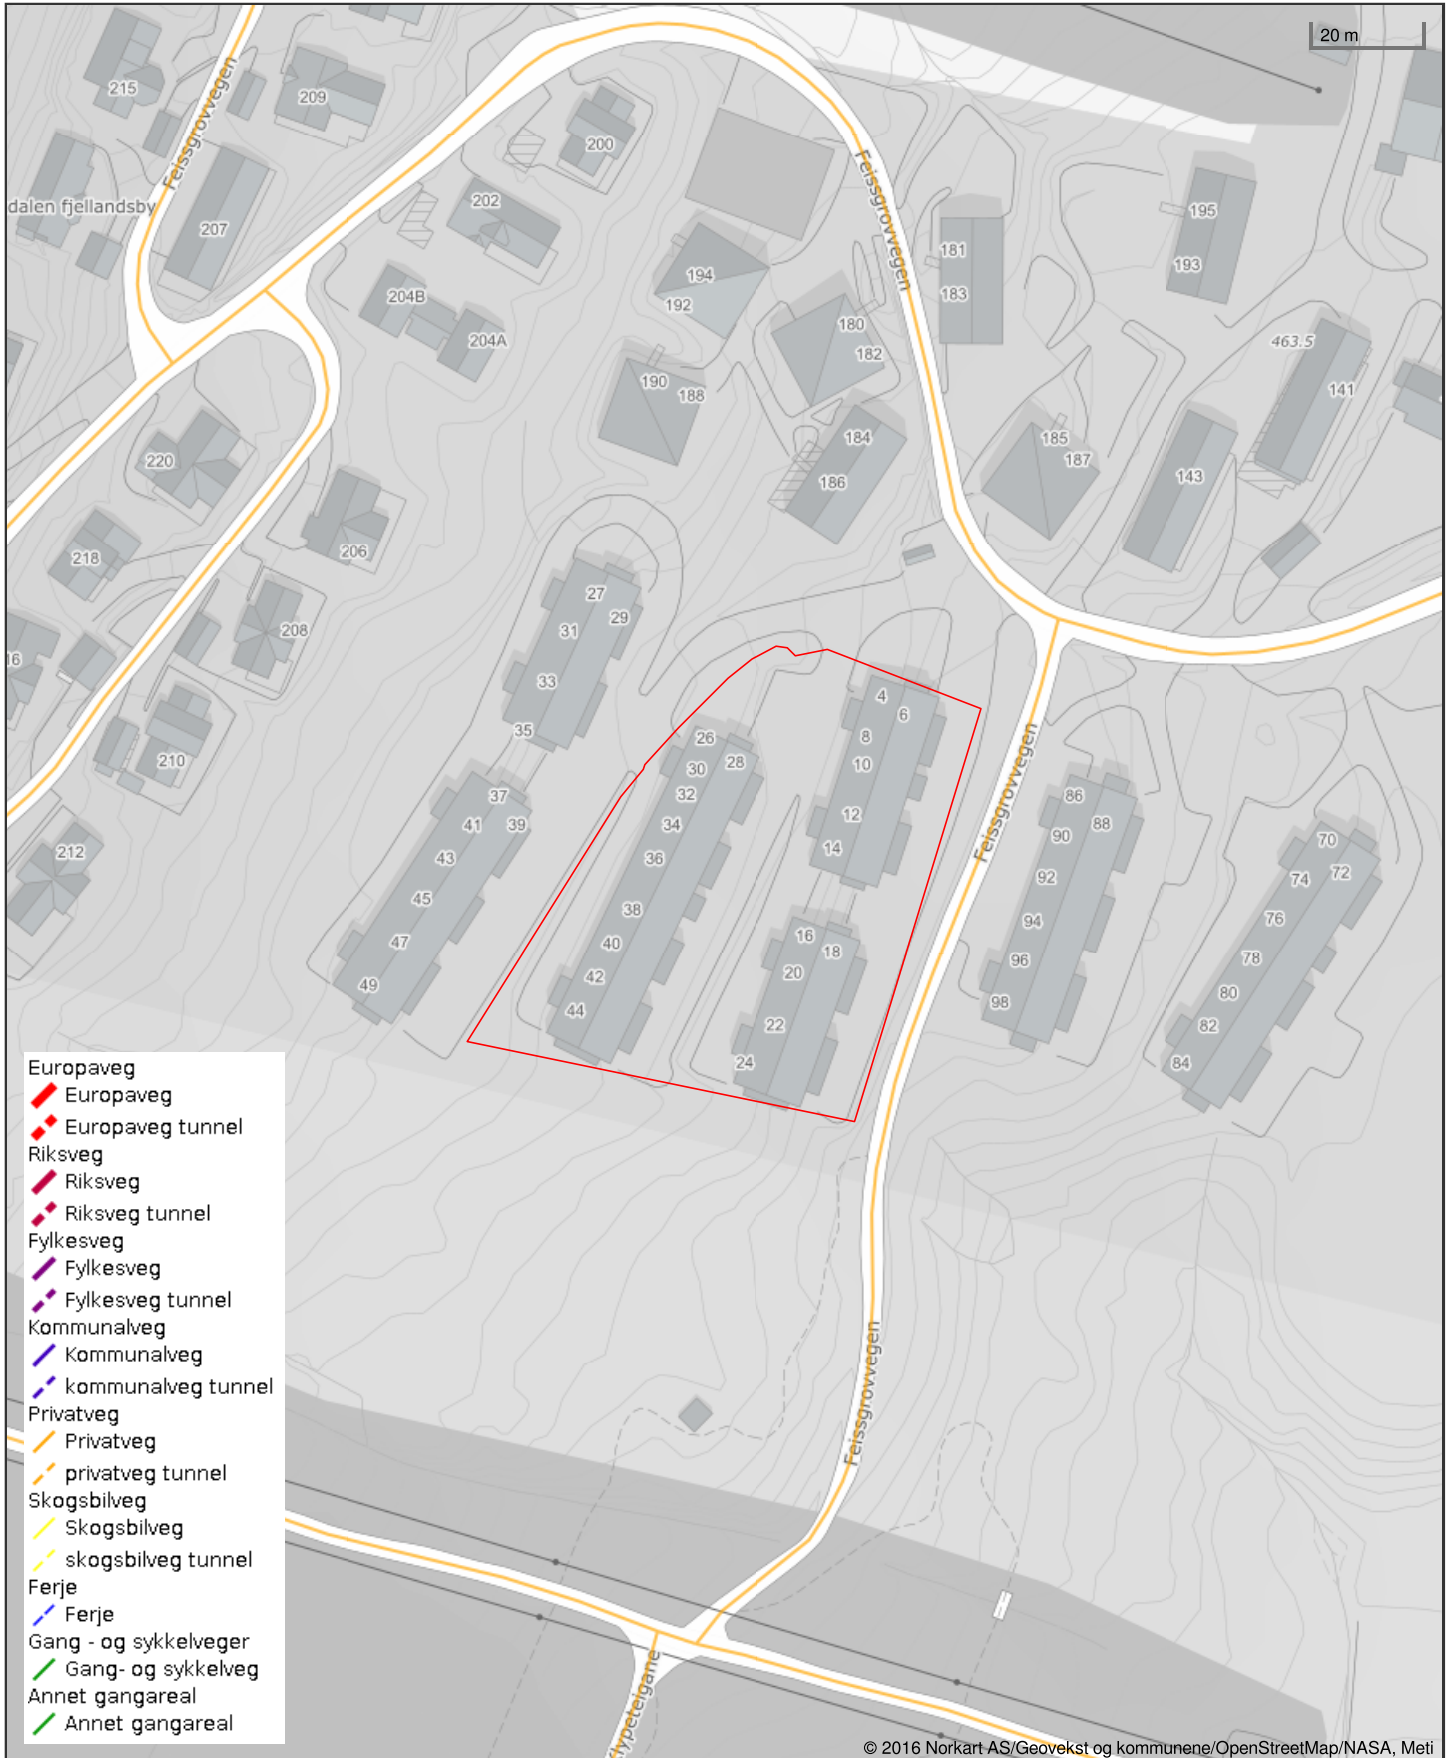 20 m
215
Feissgrovvegen
209
200
dalen fjellandsby
207
202
Feissgrovvegen
195
181
193
183
194
192
204B
204A
180
182
463.5
141
190
188
184
185
187
186
143
220
218
206
208
16
210
212
27
29
31
33
35
37
39
41
43
45
47
49
4
6
8
10
12
14
26
28
30
32
34
36
38
40
42
44
16
18
20
22
24
Feissgrovvegen
86
88
90
92
94
96
98
70
72
74
76
78
80
82
84
Feissgrovvegen
Europaveg
Europaveg
Europaveg tunnel
Riksveg
Riksveg
Riksveg tunnel
Fylkesveg
Fylkesveg
Fylkesveg tunnel
Kommunalveg
Kommunalveg
kommunalveg tunnel
Privatveg
Privatveg
privatveg tunnel
Skogsbilveg
Skogsbilveg
skogsbilveg tunnel
Ferje
Ferje
Gang - og sykkelveger
Gang- og sykkelveg
Annet gangareal
Annet gangareal
© 2016 Norkart AS/Geovekst og kommunene/OpenStreetMap/NASA, Meti